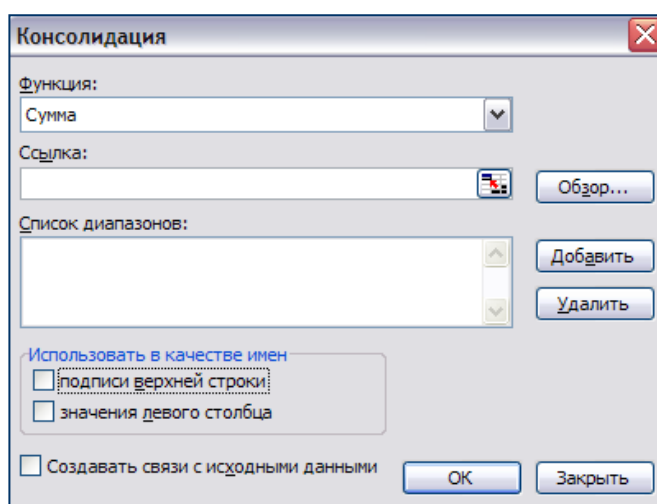 Консолидация
Функция:
Сумма
Ссылка:
Обзор...
Список диапазонов:
Добавить
Удалить
Использовать в качестве имен
подписи верхней строки
значения левого столбца
Создавать связи с исходными данными
ОК
Закрыть